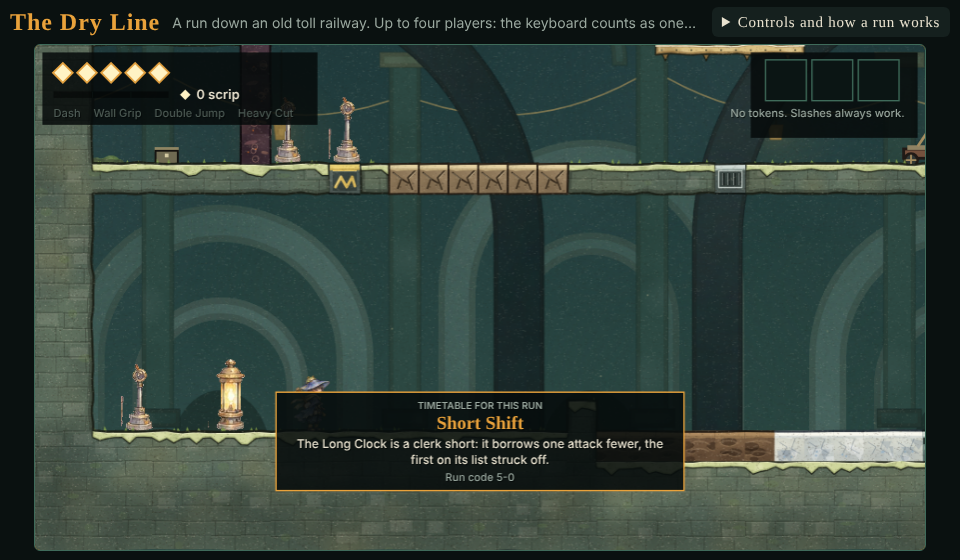 The Dry Line
A run down an old toll railway. Up to four players: the keyboard counts as one...
Controls and how a run works
0 scrip
Dash Wall Grip Double Jump Heavy Cut
No tokens. Slashes always work.
TIMETABLE FOR THIS RUN
Short Shift
The Long Clock is a clerk short: it borrows one attack fewer, the
first on its list struck off.
Run code 5-0